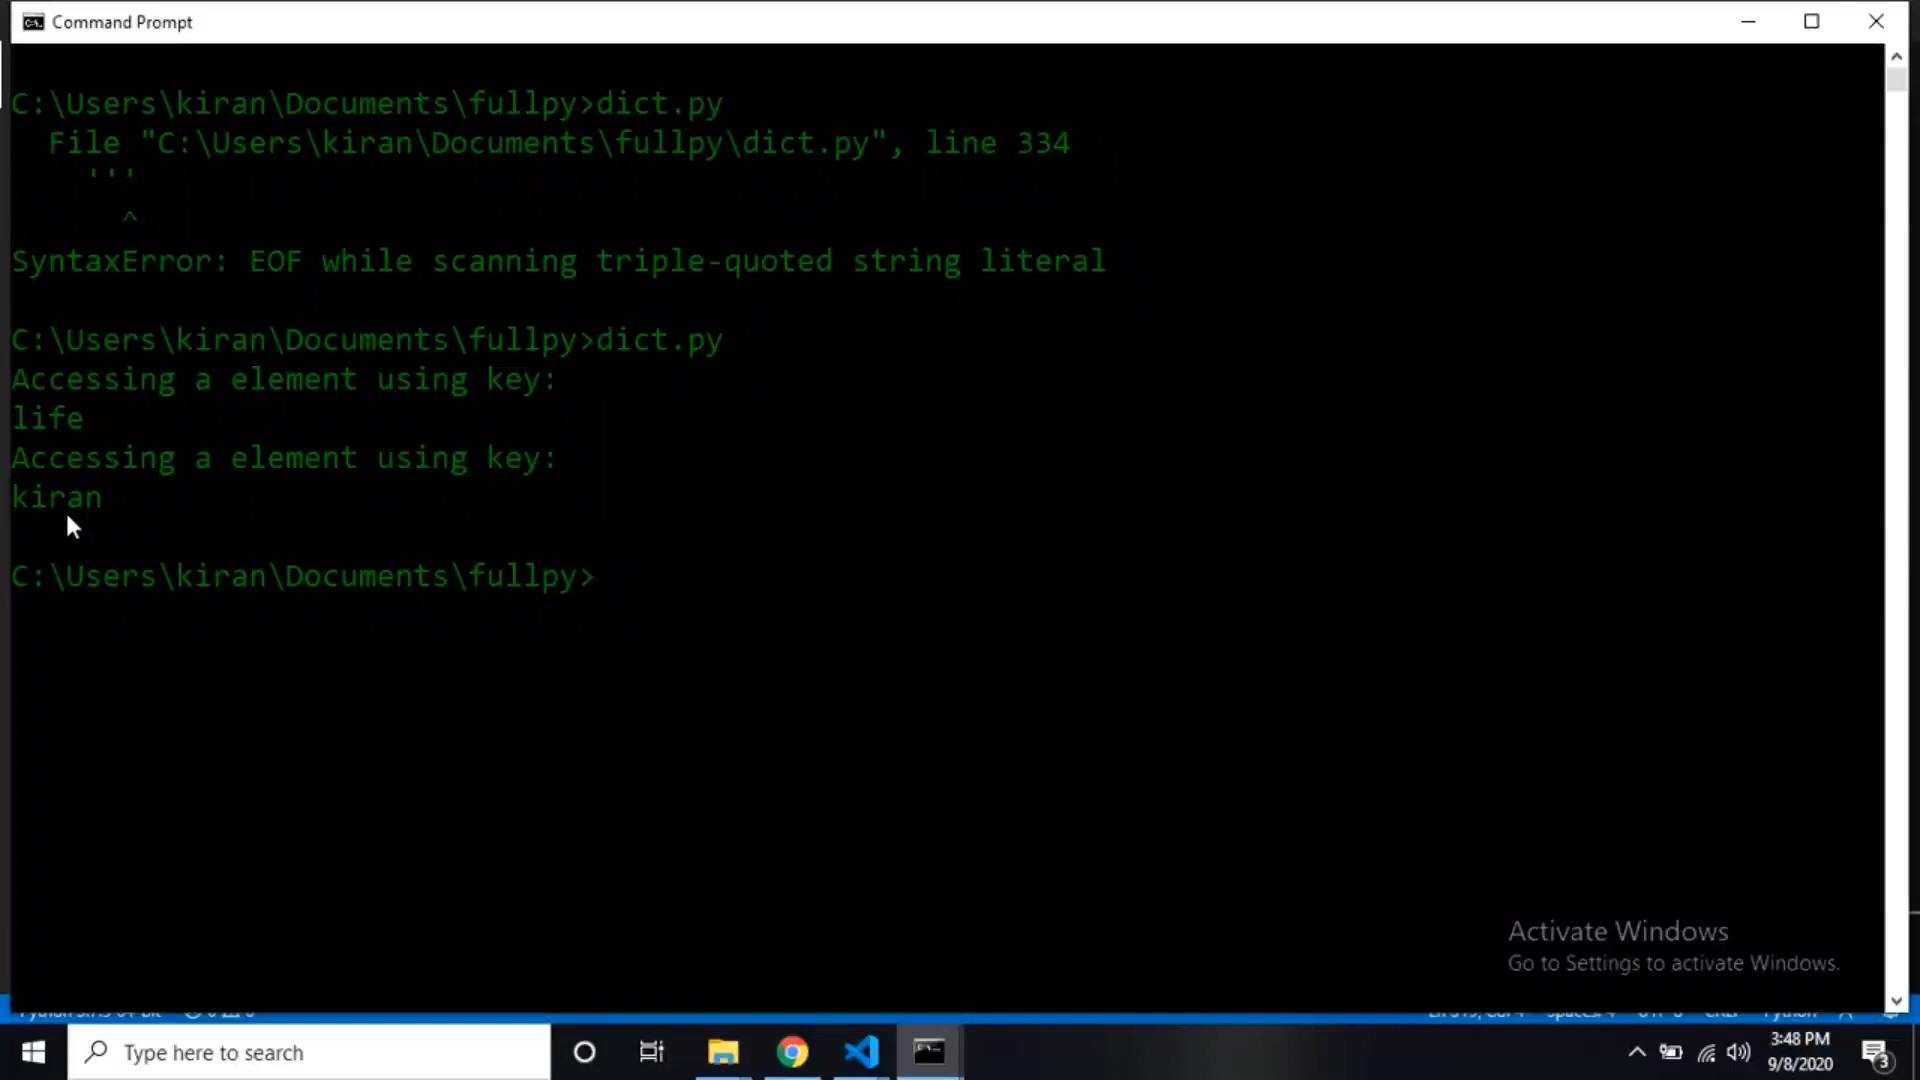 Command Prompt
C:\Users\kiran\Documents\fullpy>dict.py
File "C:\Users\kiran\Documents\fullpy\dict.py", line 334
'''
^
SyntaxError: EOF while scanning triple-quoted string literal
C:\Users\kiran\Documents\fullpy>dict.py
Accessing a element using key:
life
Accessing a element using key:
kiran
C:\Users\kiran\Documents\fullpy>
Activate Windows
Go to Settings to activate Windows.
Type here to search
3:48 PM
9/8/2020
3